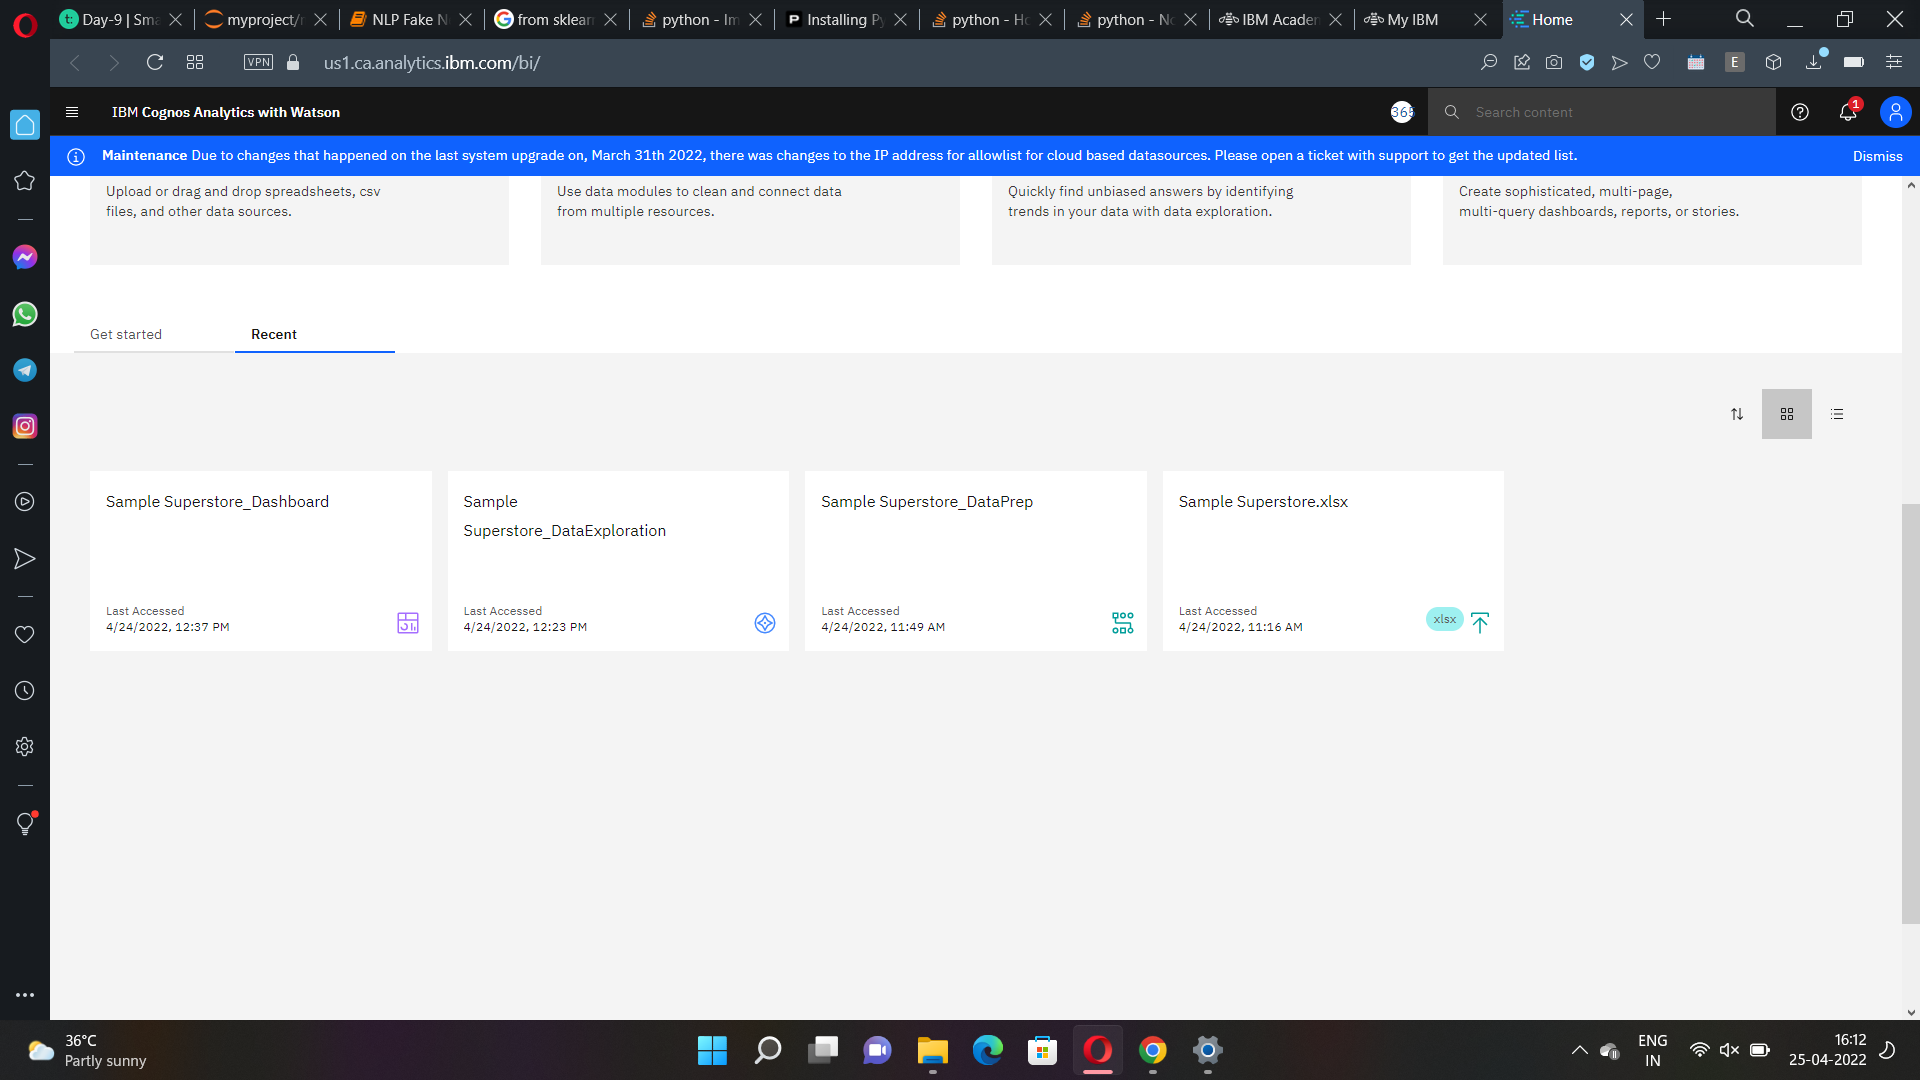 Day-9 | Sma
myproject/
NLP Fake N
from sklear
python - Im
Installing Py
python - Ho
python - No
IBM Academ
My IBM
Home
VPN
us1.ca.analytics.ibm.com/bi/
E
IBM Cognos Analytics with Watson
365
Search content
1
Maintenance Due to changes that happened on the last system upgrade on, March 31th 2022, there was changes to the IP address for allowlist for cloud based datasources. Please open a ticket with support to get the updated list.
Dismiss
Upload or drag and drop spreadsheets, csv
files, and other data sources.
Use data modules to clean and connect data
from multiple resources.
Quickly find unbiased answers by identifying
trends in your data with data exploration.
Create sophisticated, multi-page,
multi-query dashboards, reports, or stories.
Get started
Recent
Sample Superstore_Dashboard
Last Accessed
4/24/2022, 12:37 PM
Sample
Superstore_DataExploration
Last Accessed
4/24/2022, 12:23 PM
Sample Superstore_DataPrep
Last Accessed
4/24/2022, 11:49 AM
Sample Superstore.xlsx
Last Accessed
4/24/2022, 11:16 AM
xlsx
36°C
Partly sunny
ENG
IN
16:12
25-04-2022